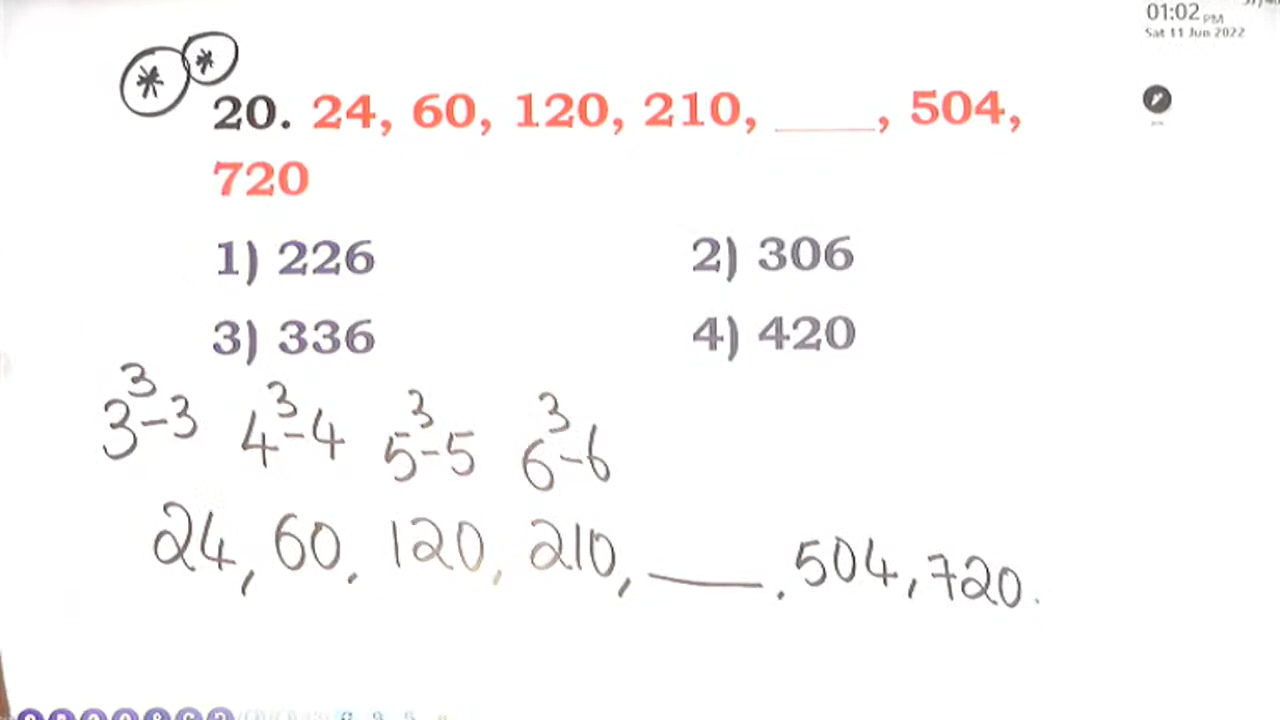 01:02 PM
Sat 11 Jun 2022
20. 24, 60, 120, 210, ____, 504,
720
1) 226 2) 306
3) 336 4) 420
3³-3 4³-4 5³-5 6³-6
24, 60, 120, 210, ____, 504, 720.